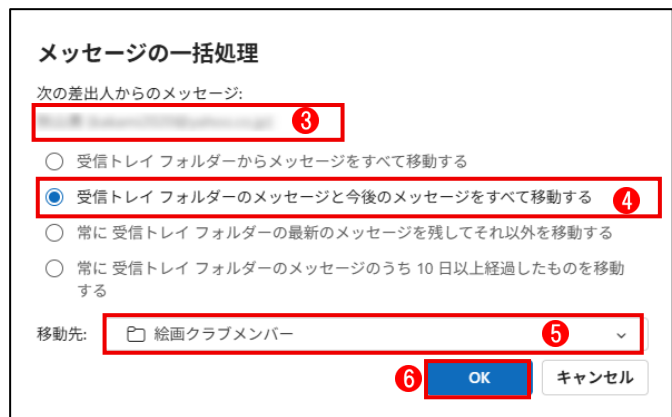 メッセージの一括処理
次の差出人からのメッセージ:
3
受信トレイ フォルダーからメッセージをすべて移動する
受信トレイ フォルダーのメッセージと今後のメッセージをすべて移動する 4
常に 受信トレイ フォルダーの最新のメッセージを残してそれ以外を移動する
常に 受信トレイ フォルダーのメッセージのうち 10 日以上経過したものを移動
する
移動先: 絵画クラブメンバー 5
6 OK キャンセル